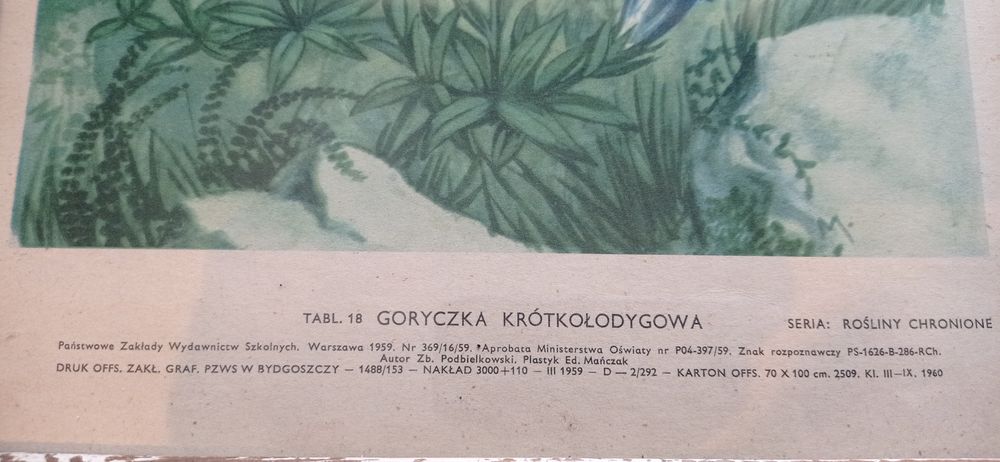 TABL. 18 GORYCZKA KRÓTKOŁODYGOWA SERIA: ROŚLINY CHRONIONE
Państwowe Zakłady Wydawnictw Szkolnych. Warszawa 1959. Nr 369/16/59. Aprobata Ministerstwa Oświaty nr P04-397/59. Znak rozpoznawczy PS-1626-B-286-RCh.
Autor Zb. Podbielkowski. Plastyk Ed. Mańczak
DRUK OFFS. ZAKŁ. GRAF. PZWS W BYDGOSZCZY — 1488/153 — NAKŁAD 3000+110 — III 1959 — D — 2/292 — KARTON OFFS. 70 X 100 cm. 2509. Kl. III—IX. 1960